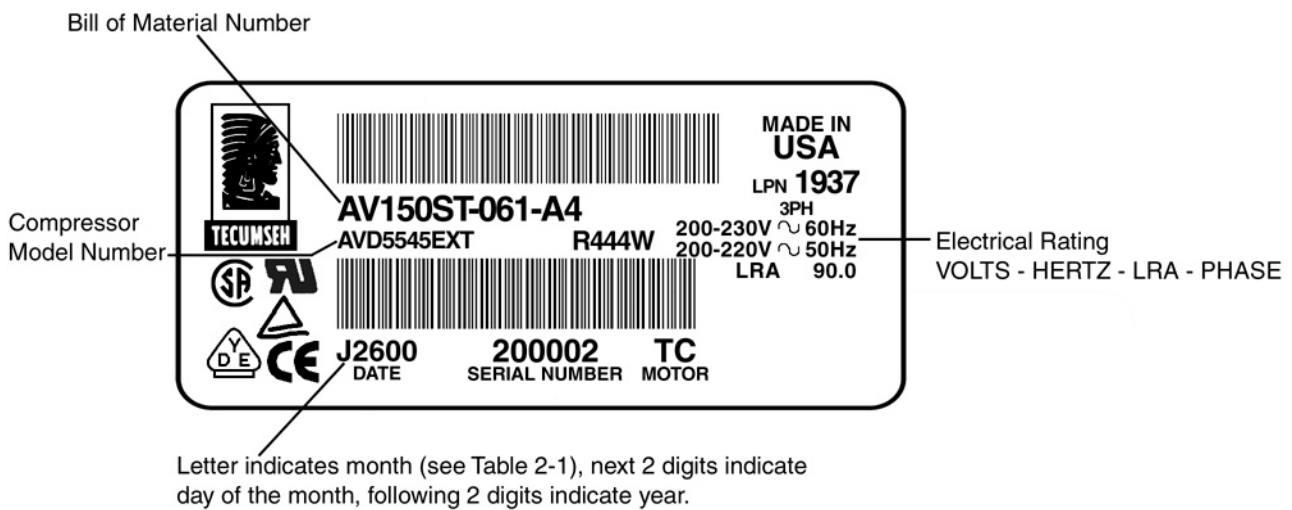 Bill of Material Number
MADE IN
USA
LPN 1937
AV150ST-061-A4
3PH
Compressor
Model Number
TECUMSEH
AVD5545EXT R444W
200-230V ~ 60Hz
200-220V ~ 50Hz
LRA 90.0
Electrical Rating
VOLTS - HERTZ - LRA - PHASE
SA
RU
J2600 200002 TC
DATE SERIAL NUMBER MOTOR
D Y E
CE
Letter indicates month (see Table 2-1), next 2 digits indicate
day of the month, following 2 digits indicate year.